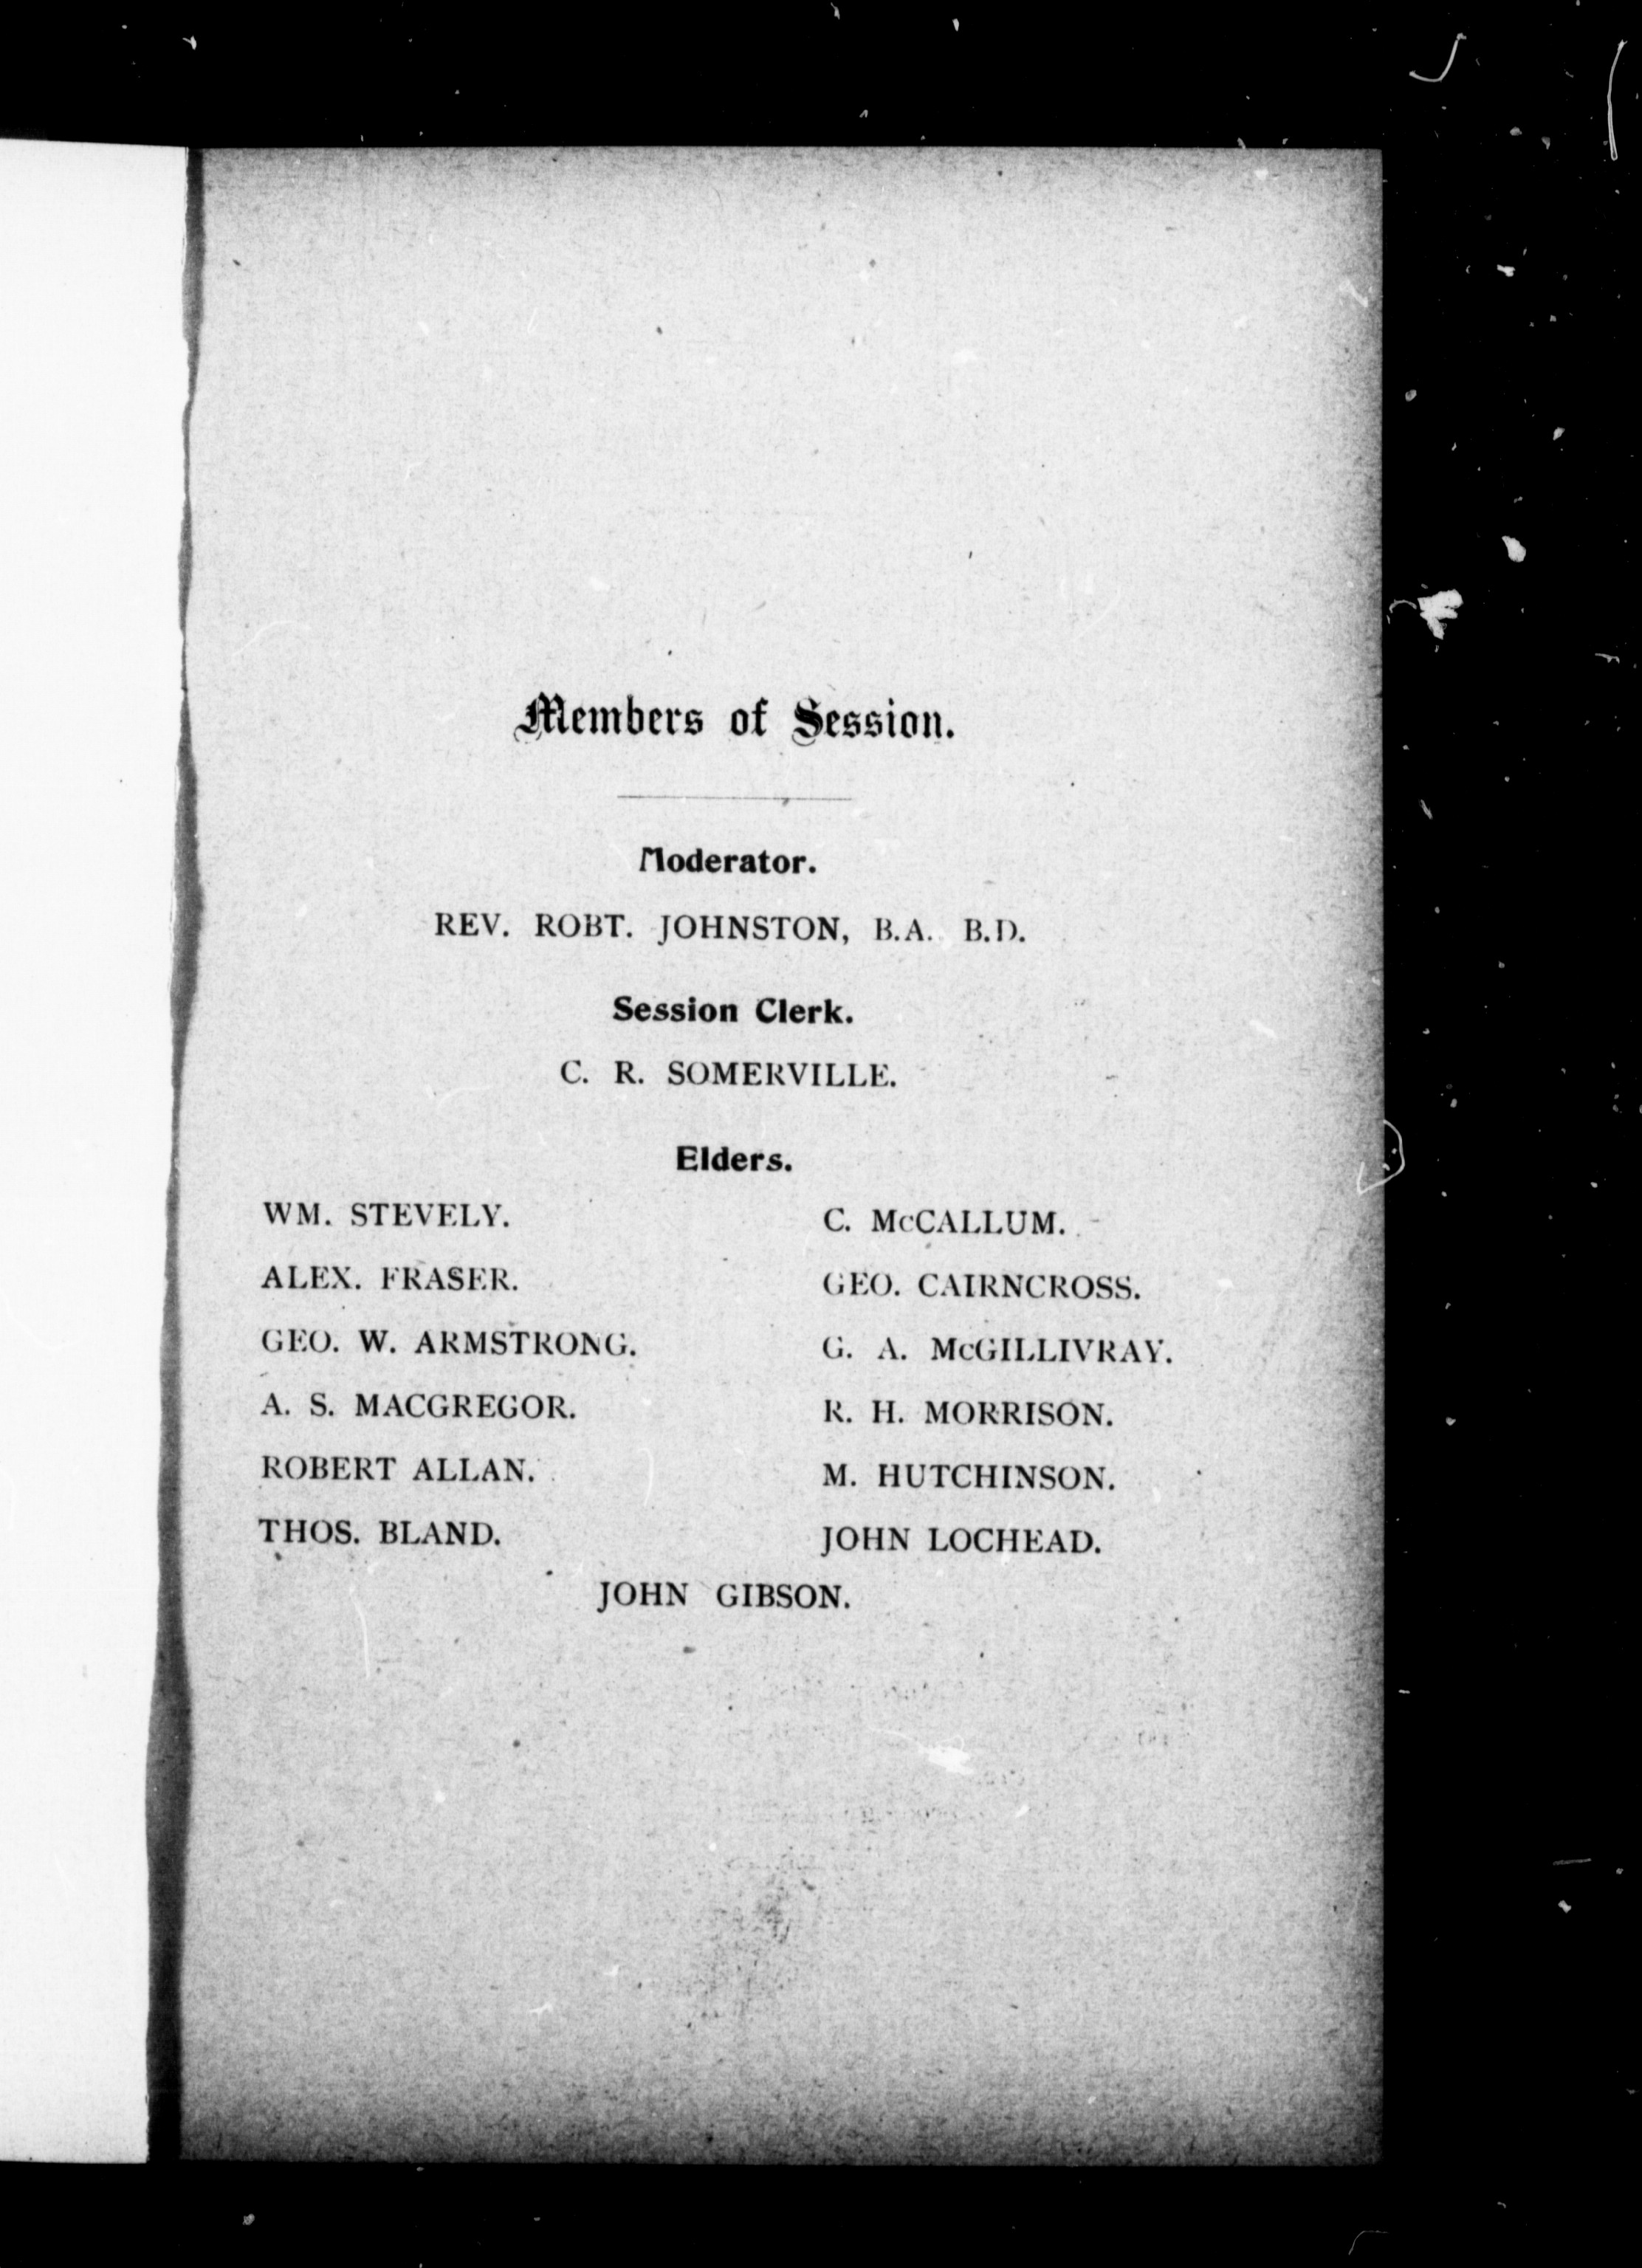 Members of Session.
Moderator.
REV. ROBT. JOHNSTON, B.A. B.D.
Session Clerk.
C. R. SOMERVILLE.
Elders.
WM. STEVELY.
ALEX. FRASER.
GEO. W. ARMSTRONG.
A. S. MACGREGOR.
ROBERT ALLAN.
THOS. BLAND.
C. McCALLUM.
GEO. CAIRNCROSS.
G. A. McGILLIVRAY.
R. H. MORRISON.
M. HUTCHINSON.
JOHN LOCHEAD.
JOHN GIBSON.